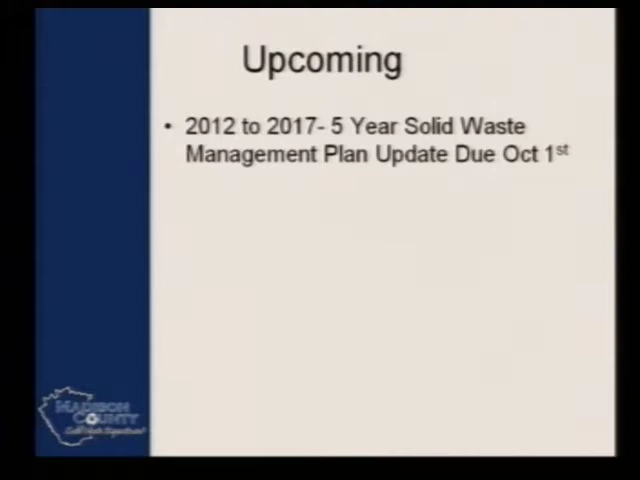 Upcoming
• 2012 to 2017- 5 Year Solid Waste
Management Plan Update Due Oct 1st
MADISON
COUNTY